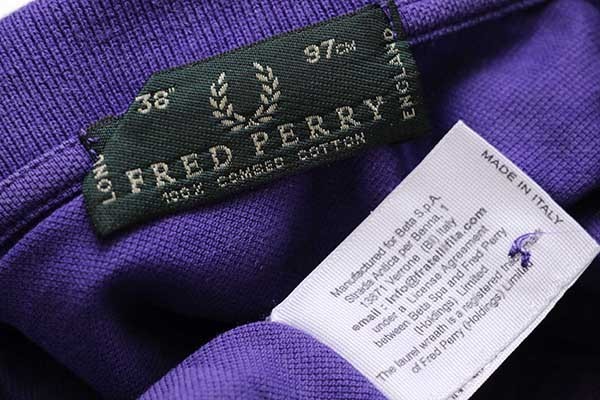 38"
97CM
LON
ENGLAND
FRED PERRY
100% COMBED COTTON
MADE IN ITALY
Manufactured for Beta S.p.A.
Strada Antica per Benna, 1
13871 Verrone (BI) Italy
email : info@fratellifila.com
under a License Agreement
between Beta Spa and Fred Perry
(Holdings) Limited
The laurel wreath is a registered
of Fred Perry (Holdings) Limited